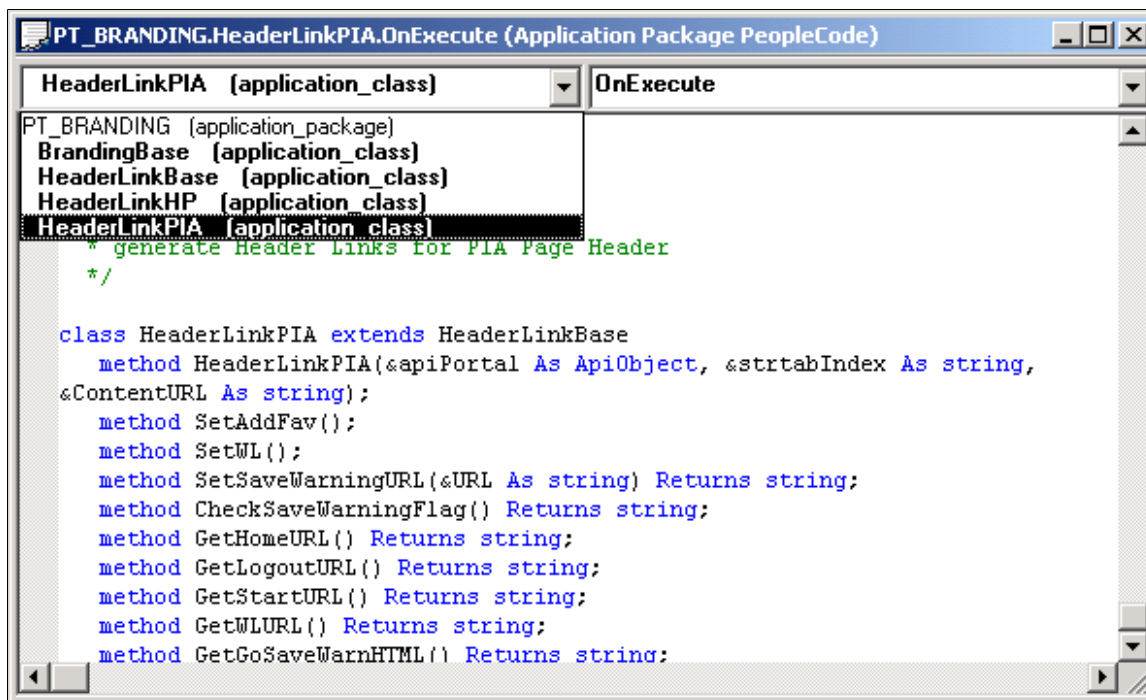 PT_BRANDING.HeaderLinkPIA.OnExecute (Application Package PeopleCode)
HeaderLinkPIA (application_class)
OnExecute
PT_BRANDING (application_package)
BrandingBase (application_class)
HeaderLinkBase (application_class)
HeaderLinkHP (application_class)
HeaderLinkPIA (application_class)
* generate Header Links for PIA Page Header
*/
class HeaderLinkPIA extends HeaderLinkBase
method HeaderLinkPIA(&apiPortal As ApiObject, &strtabIndex As string,
&ContentURL As string);
method SetAddFav();
method SetWL();
method SetSaveWarningURL(&URL As string) Returns string;
method CheckSaveWarningFlag() Returns string;
method GetHomeURL() Returns string;
method GetLogoutURL() Returns string;
method GetStartURL() Returns string;
method GetWLURL() Returns string;
method GetGoSaveWarnHTML() Returns string;